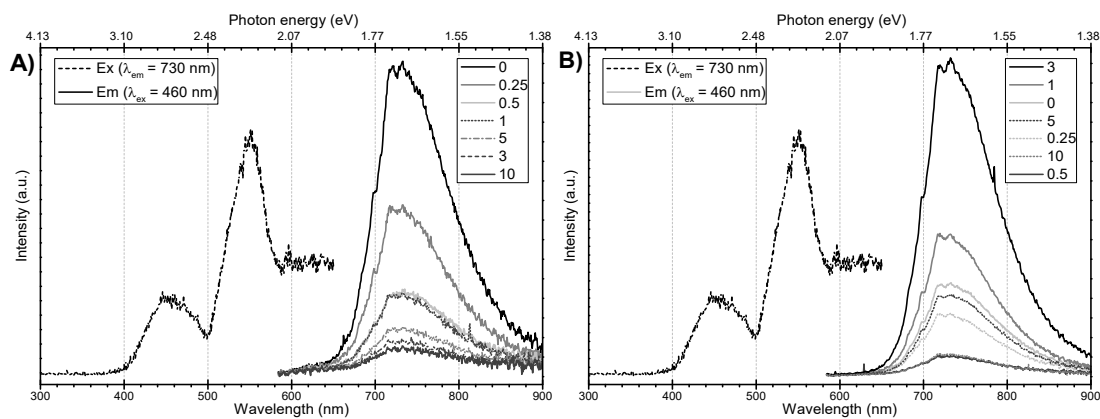 Photon energy (eV)
4.13 3.10 2.48 2.07 1.77 1.55 1.38
A)
Ex (λem = 730 nm)
Em (λex = 460 nm)
0
0.25
0.5
1
5
3
10
Intensity (a.u.)
300 400 500 600 700 800 900
Wavelength (nm)
Photon energy (eV)
4.13 3.10 2.48 2.07 1.77 1.55 1.38
B)
Ex (λem = 730 nm)
Em (λex = 460 nm)
3
1
0
5
0.25
10
0.5
Intensity (a.u.)
300 400 500 600 700 800 900
Wavelength (nm)